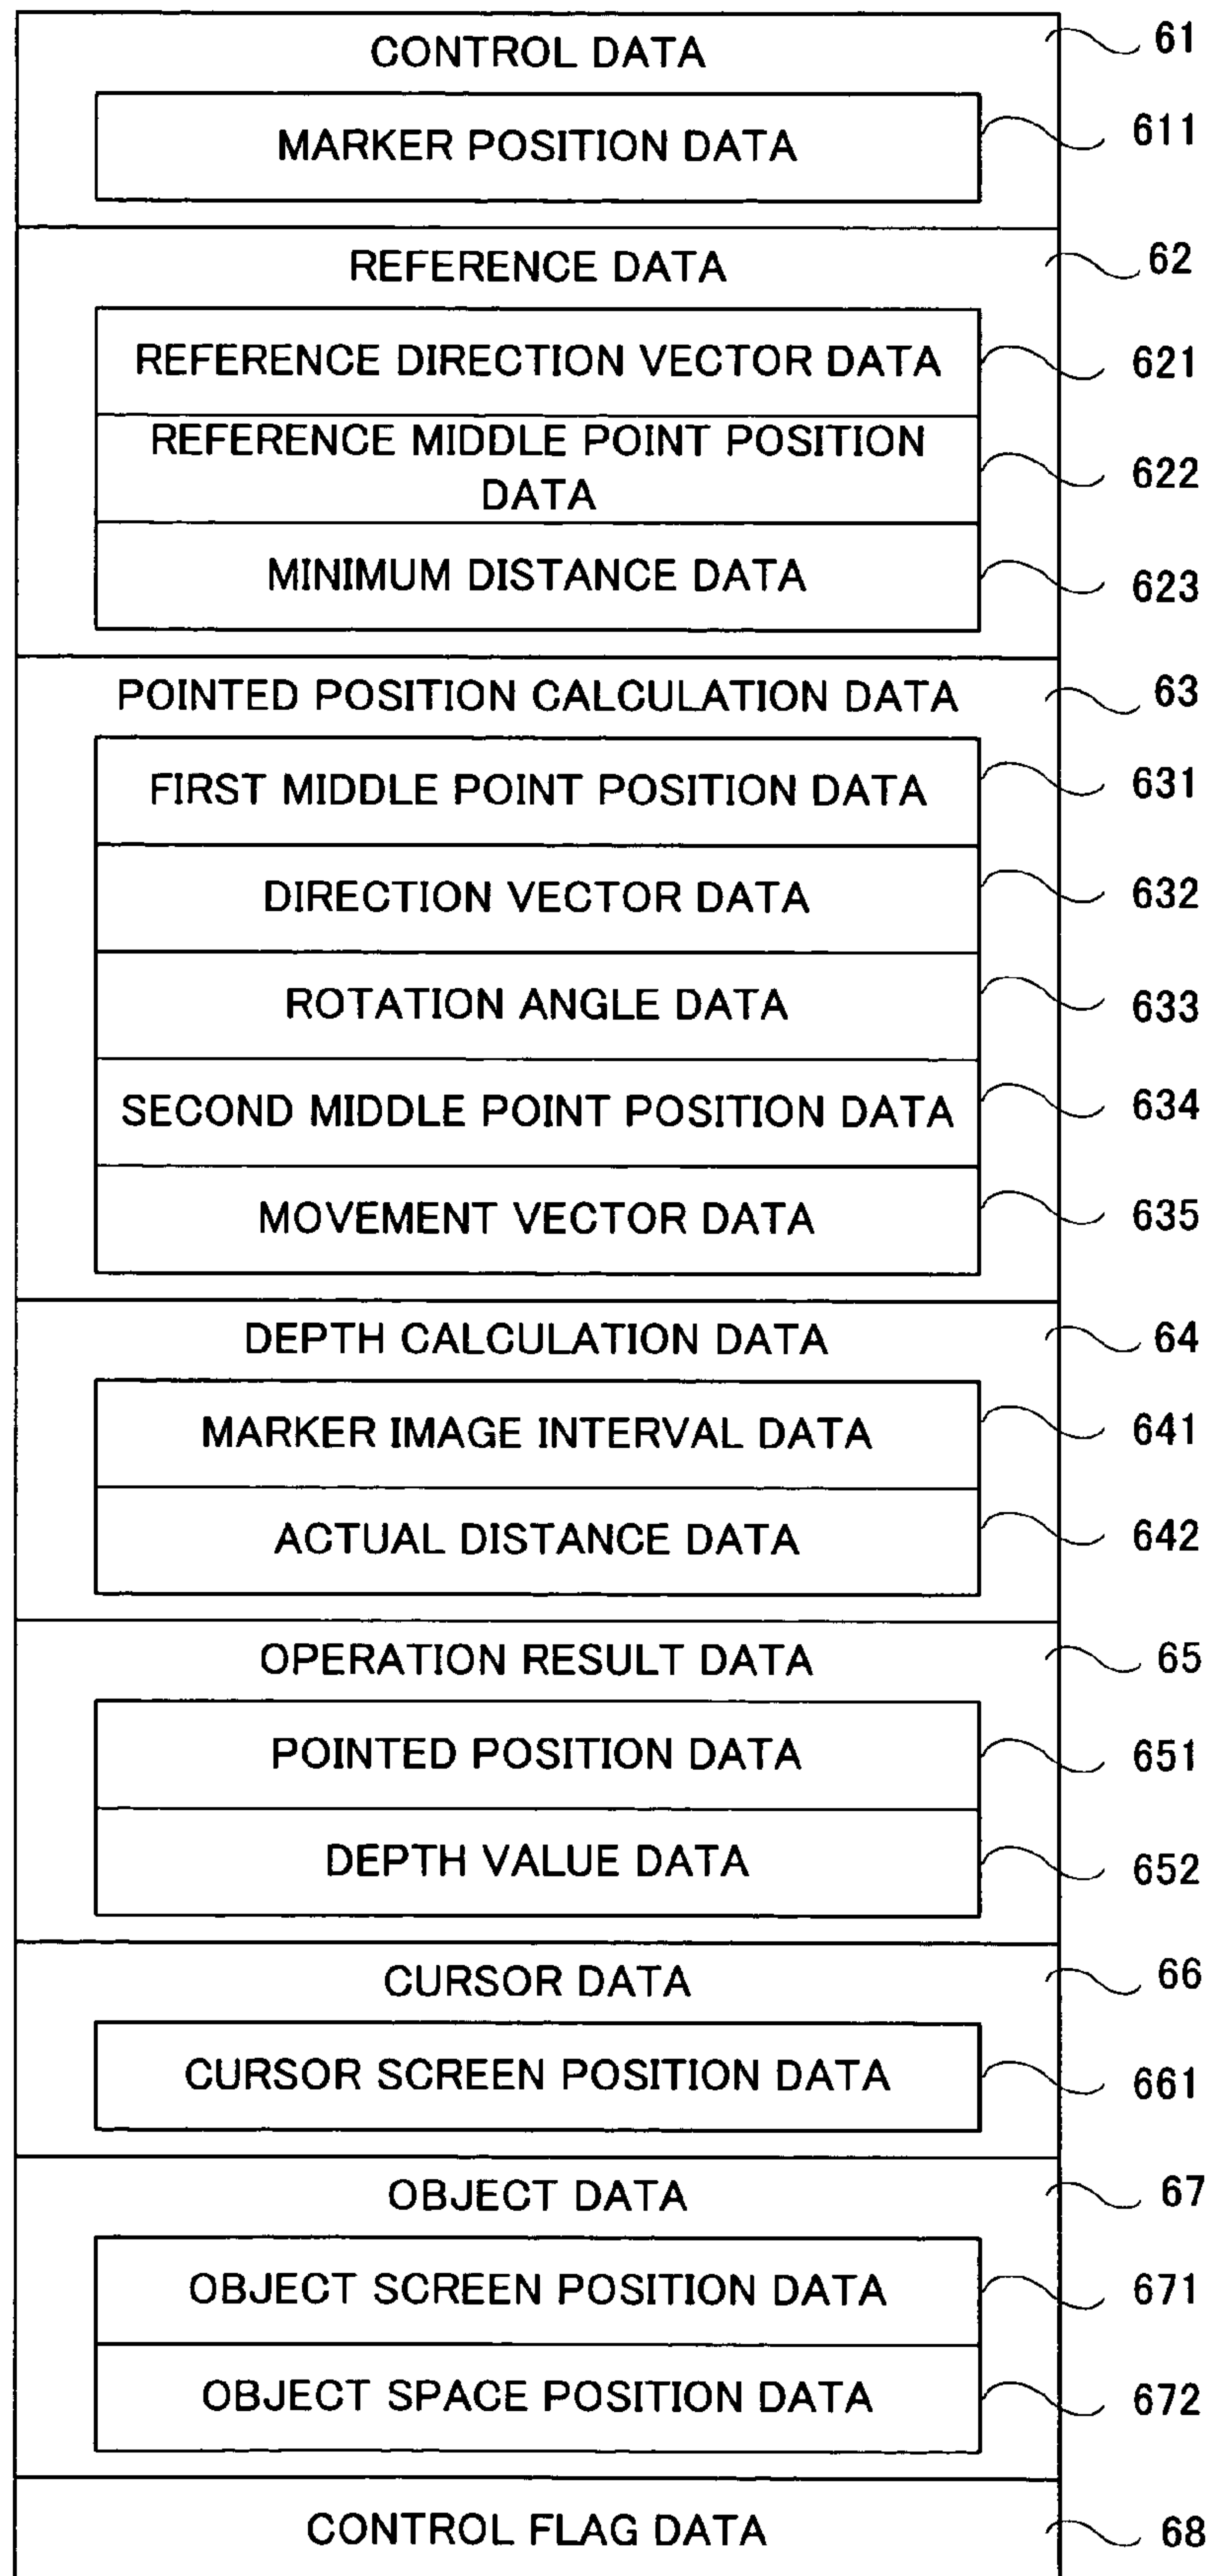 CONTROL DATA 61
MARKER POSITION DATA 611
REFERENCE DATA 62
REFERENCE DIRECTION VECTOR DATA 621
REFERENCE MIDDLE POINT POSITION
DATA 622
MINIMUM DISTANCE DATA 623
POINTED POSITION CALCULATION DATA 63
FIRST MIDDLE POINT POSITION DATA 631
DIRECTION VECTOR DATA 632
ROTATION ANGLE DATA 633
SECOND MIDDLE POINT POSITION DATA 634
MOVEMENT VECTOR DATA 635
DEPTH CALCULATION DATA 64
MARKER IMAGE INTERVAL DATA 641
ACTUAL DISTANCE DATA 642
OPERATION RESULT DATA 65
POINTED POSITION DATA 651
DEPTH VALUE DATA 652
CURSOR DATA 66
CURSOR SCREEN POSITION DATA 661
OBJECT DATA 67
OBJECT SCREEN POSITION DATA 671
OBJECT SPACE POSITION DATA 672
CONTROL FLAG DATA 68